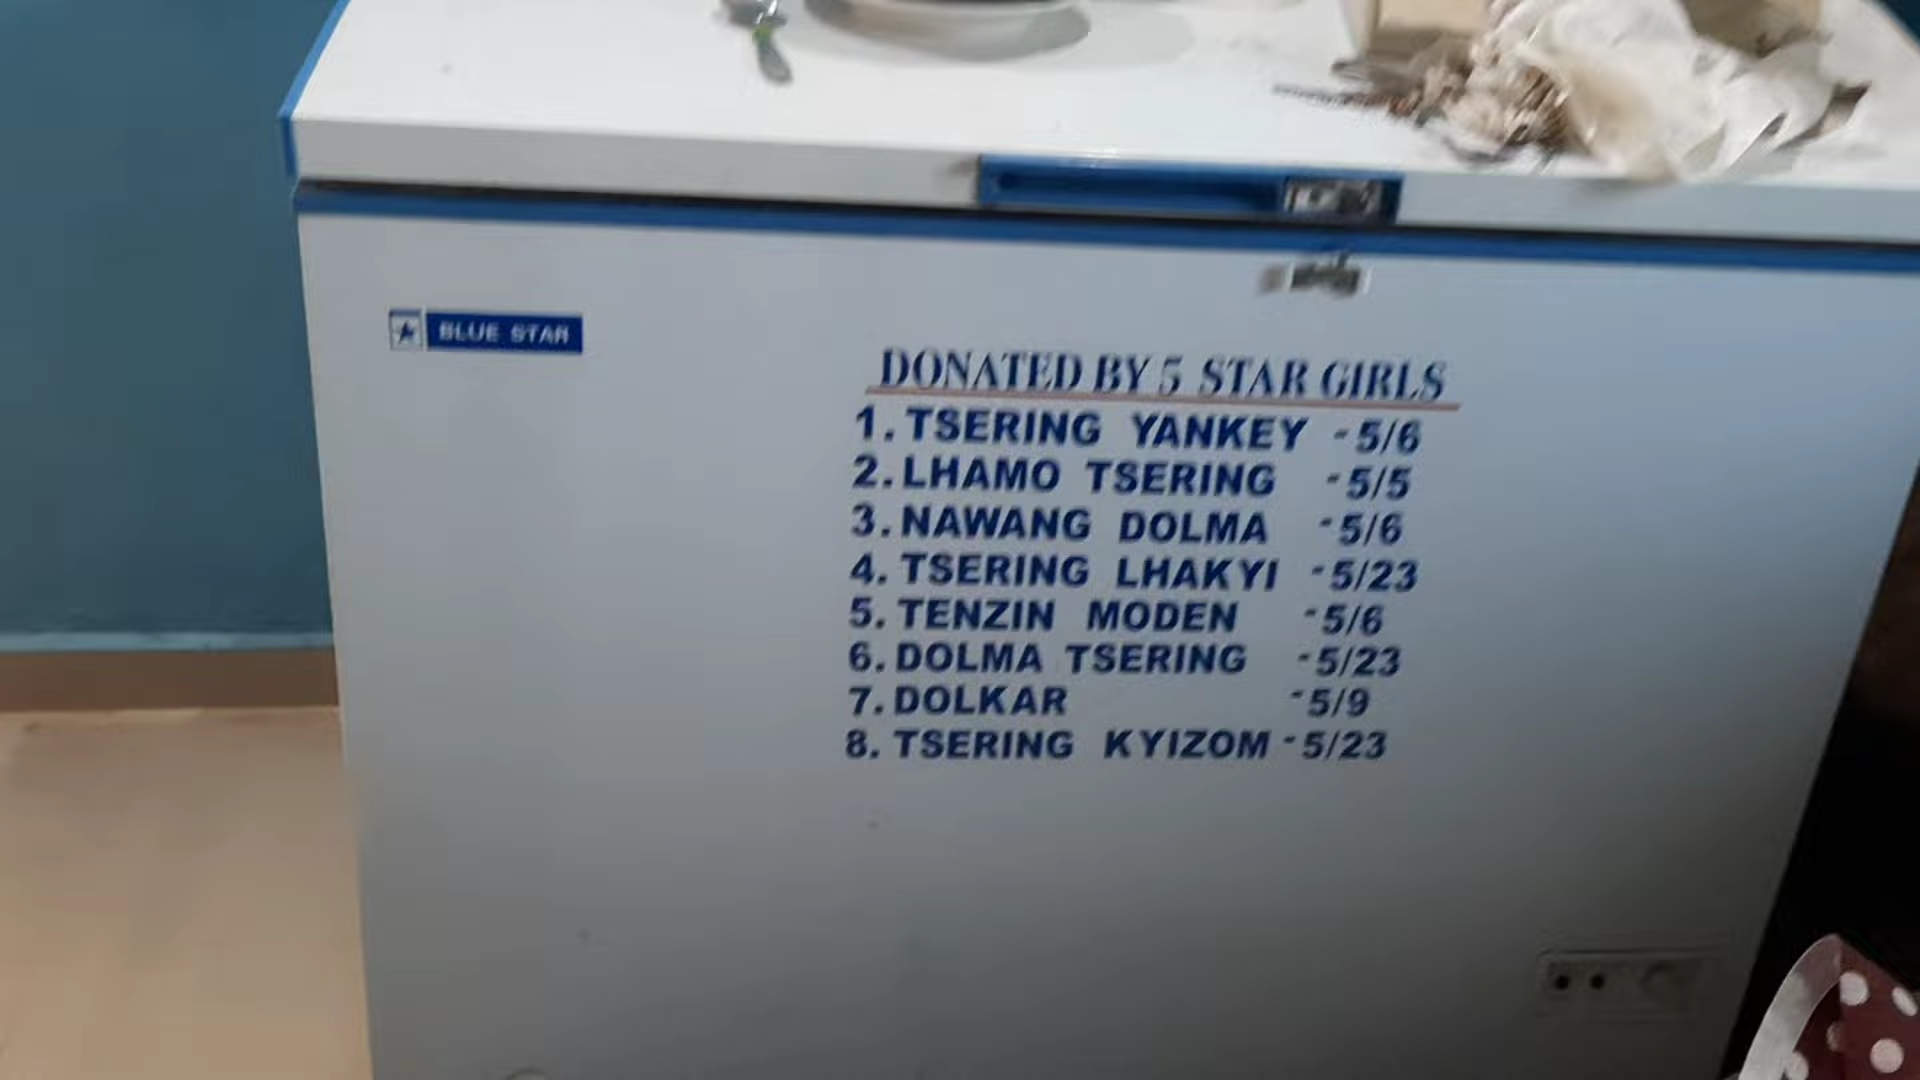 BLUE STAR
DONATED BY 5 STAR GIRLS
1. TSERING YANKEY - 5/6
2. LHAMO TSERING - 5/5
3. NAWANG DOLMA - 5/6
4. TSERING LHAKYI - 5/23
5. TENZIN MODEN - 5/6
6. DOLMA TSERING - 5/23
7. DOLKAR - 5/9
8. TSERING KYIZOM - 5/23